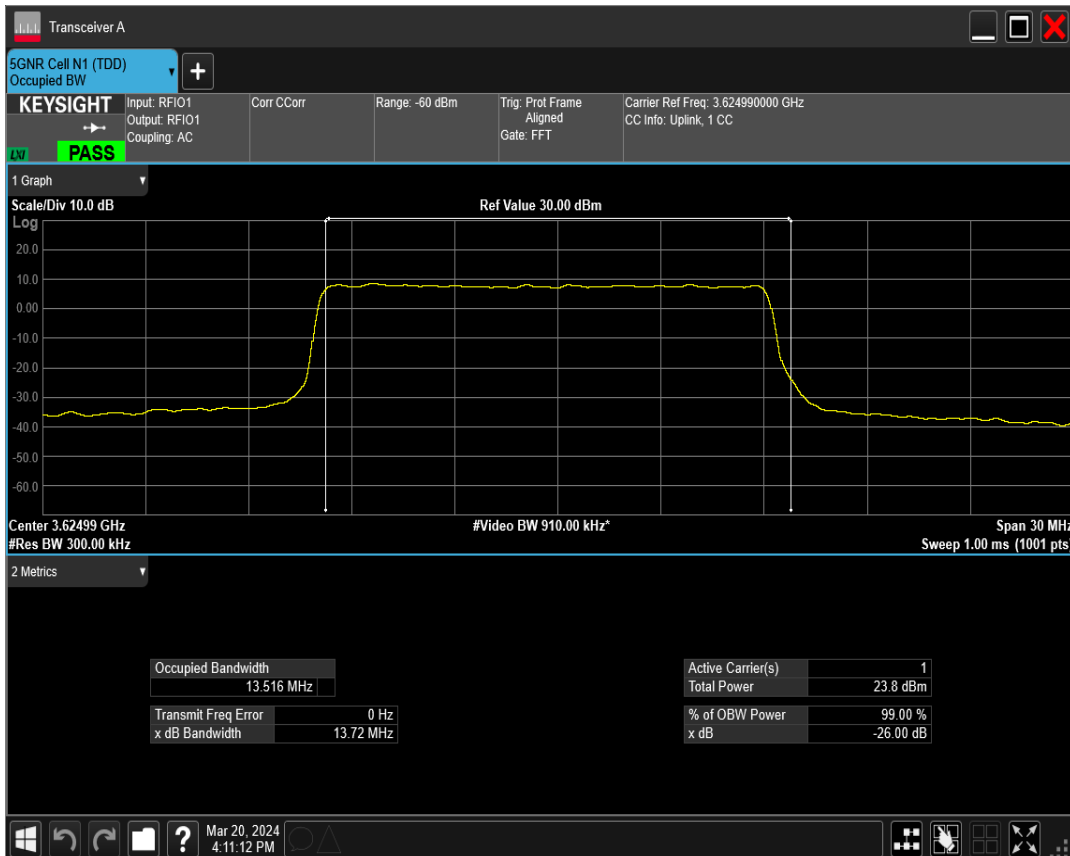 Transceiver A
5GNR Cell N1 (TDD)
Occupied BW
+
KEYSIGHT
LXI
PASS
Input: RFIO1
Output: RFIO1
Coupling: AC
Corr CCorr
Range: -60 dBm
Trig: Prot Frame
Aligned
Gate: FFT
Carrier Ref Freq: 3.624990000 GHz
CC Info: Uplink, 1 CC
1 Graph
Scale/Div 10.0 dB
Ref Value 30.00 dBm
Log
20.0
10.0
0.00
-10.0
-20.0
-30.0
-40.0
-50.0
-60.0
Center 3.62499 GHz
#Video BW 910.00 kHz*
Span 30 MHz
#Res BW 300.00 kHz
Sweep 1.00 ms (1001 pts)
2 Metrics
Occupied Bandwidth
13.516 MHz
Transmit Freq Error 0 Hz
x dB Bandwidth 13.72 MHz
Active Carrier(s) 1
Total Power 23.8 dBm
% of OBW Power 99.00 %
x dB -26.00 dB
?
Mar 20, 2024
4:11:12 PM